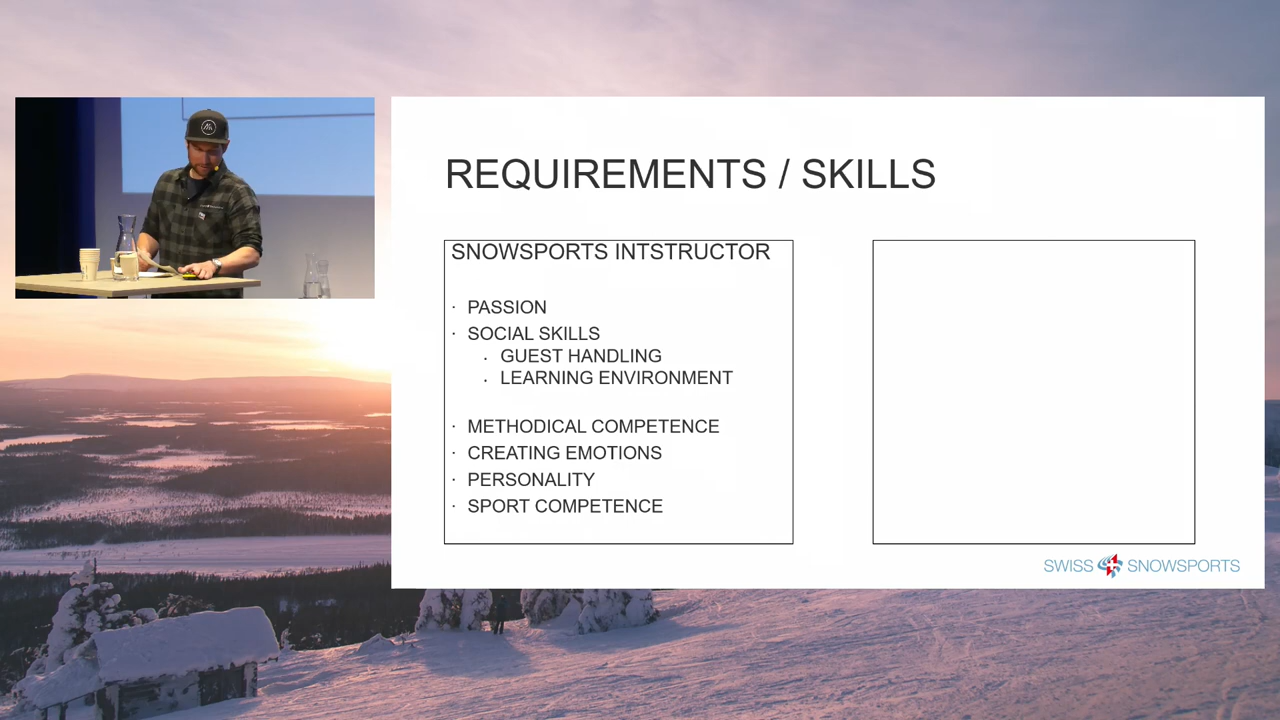 REQUIREMENTS / SKILLS
SNOWSPORTS INTSTRUCTOR
· PASSION
· SOCIAL SKILLS
· GUEST HANDLING
· LEARNING ENVIRONMENT
· METHODICAL COMPETENCE
· CREATING EMOTIONS
· PERSONALITY
· SPORT COMPETENCE
SWISS SNOWSPORTS